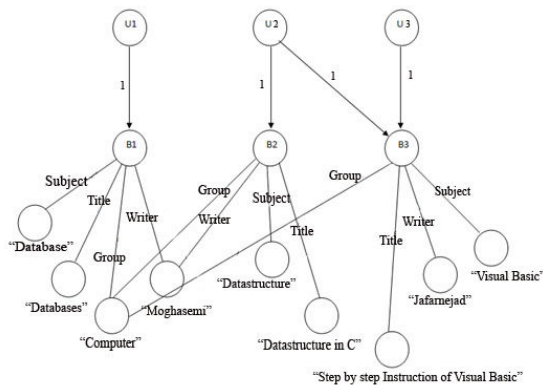 U1
U 2
U 3
1
1
1
1
B1
B2
B3
Subject
Title
Writer
Group
Group
Writer
Subject
Title
Group
Title
Writer
Subject
“Database”
“Databases”
“Moghasemi”
“Computer”
“Datastructure”
“Datastructure in C”
“Visual Basic”
“Jafarnejad”
“Step by step Instruction of Visual Basic”